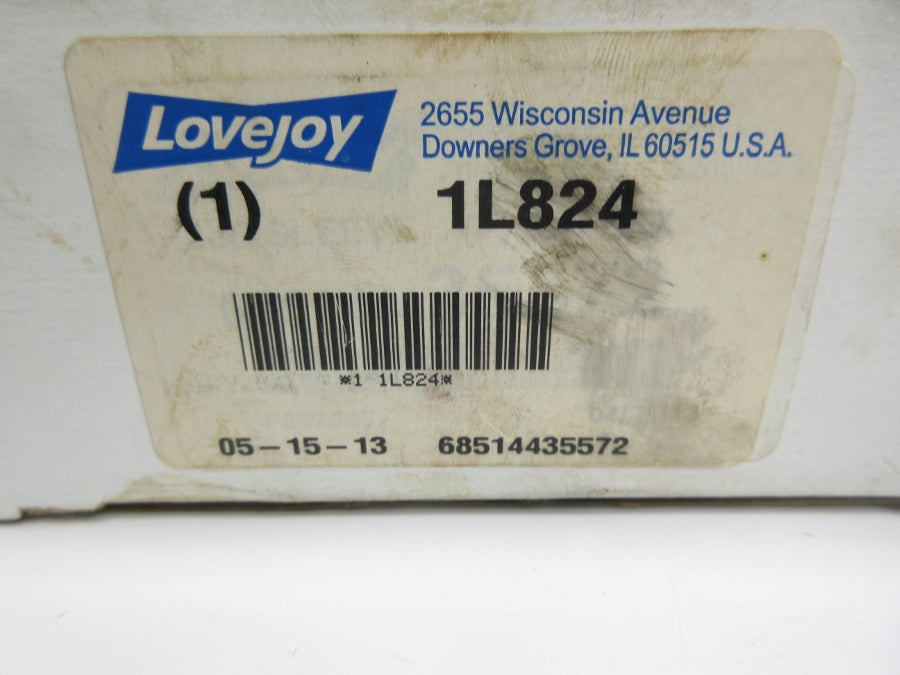 Lovejoy
2655 Wisconsin Avenue
Downers Grove, IL 60515 U.S.A.
(1) 1L824
*1 1L824*
05-15-13 68514435572